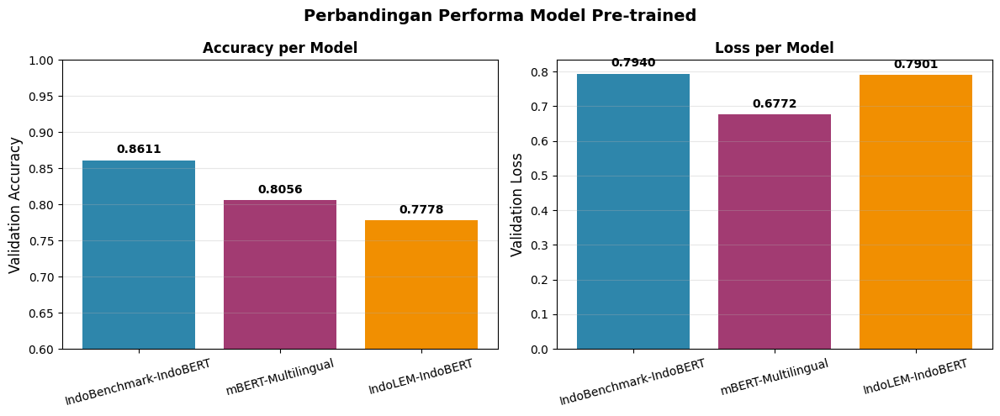 Perbandingan Performa Model Pre-trained
Accuracy per Model
Validation Accuracy
1.00
0.95
0.90
0.85
0.80
0.75
0.70
0.65
0.60
0.8611
0.8056
0.7778
IndoBenchmark-IndoBERT
mBERT-Multilingual
IndoLEM-IndoBERT
Loss per Model
Validation Loss
0.8
0.7
0.6
0.5
0.4
0.3
0.2
0.1
0.0
0.7940
0.6772
0.7901
IndoBenchmark-IndoBERT
mBERT-Multilingual
IndoLEM-IndoBERT